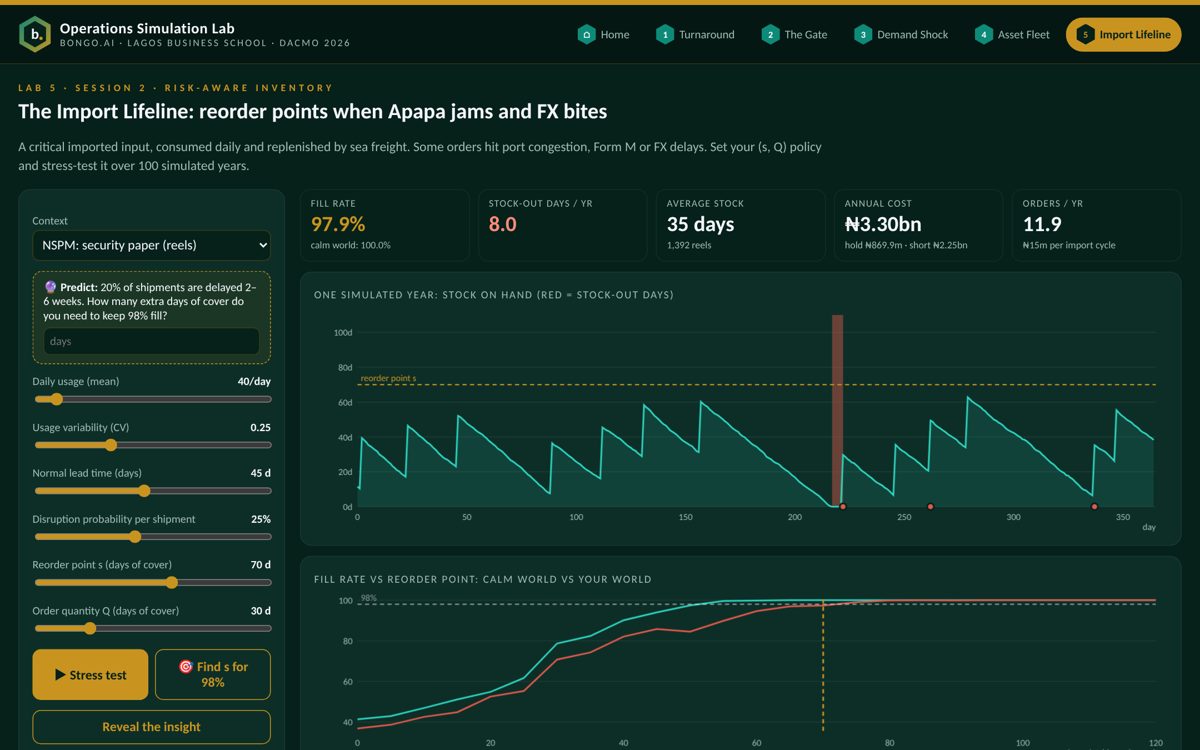 b.
Operations Simulation Lab
BONGO.AI · LAGOS BUSINESS SCHOOL · DACMO 2026
Home
1 Turnaround
2 The Gate
3 Demand Shock
4 Asset Fleet
5 Import Lifeline
LAB 5 · SESSION 2 · RISK-AWARE INVENTORY
The Import Lifeline: reorder points when Apapa jams and FX bites
A critical imported input, consumed daily and replenished by sea freight. Some orders hit port congestion, Form M or FX delays. Set your (s, Q) policy
and stress-test it over 100 simulated years.
Context
NSPM: security paper (reels)
🔮 Predict: 20% of shipments are delayed 2–
6 weeks. How many extra days of cover do
you need to keep 98% fill?
days
Daily usage (mean) 40/day
Usage variability (CV) 0.25
Normal lead time (days) 45 d
Disruption probability per shipment 25%
Reorder point s (days of cover) 70 d
Order quantity Q (days of cover) 30 d
▶ Stress test
🎯 Find s for
98%
Reveal the insight
FILL RATE
97.9%
calm world: 100.0%
STOCK-OUT DAYS / YR
8.0
AVERAGE STOCK
35 days
1,392 reels
ANNUAL COST
₦3.30bn
hold ₦869.9m · short ₦2.25bn
ORDERS / YR
11.9
₦15m per import cycle
ONE SIMULATED YEAR: STOCK ON HAND (RED = STOCK-OUT DAYS)
100d
80d
reorder point s
60d
40d
20d
0d
0 50 100 150 200 250 300 350
day
FILL RATE VS REORDER POINT: CALM WORLD VS YOUR WORLD
100
98%
80
60
40
0 20 40 60 80 100 120